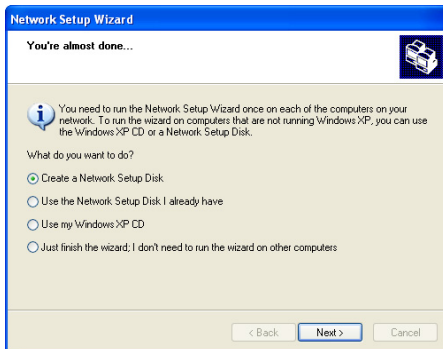 Network Setup Wizard
You're almost done...
You need to run the Network Setup Wizard once on each of the computers on your
network. To run the wizard on computers that are not running Windows XP, you can use
the Windows XP CD or a Network Setup Disk.
What do you want to do?
Create a Network Setup Disk
Use the Network Setup Disk I already have
Use my Windows XP CD
Just finish the wizard; I don't need to run the wizard on other computers
< Back Next > Cancel